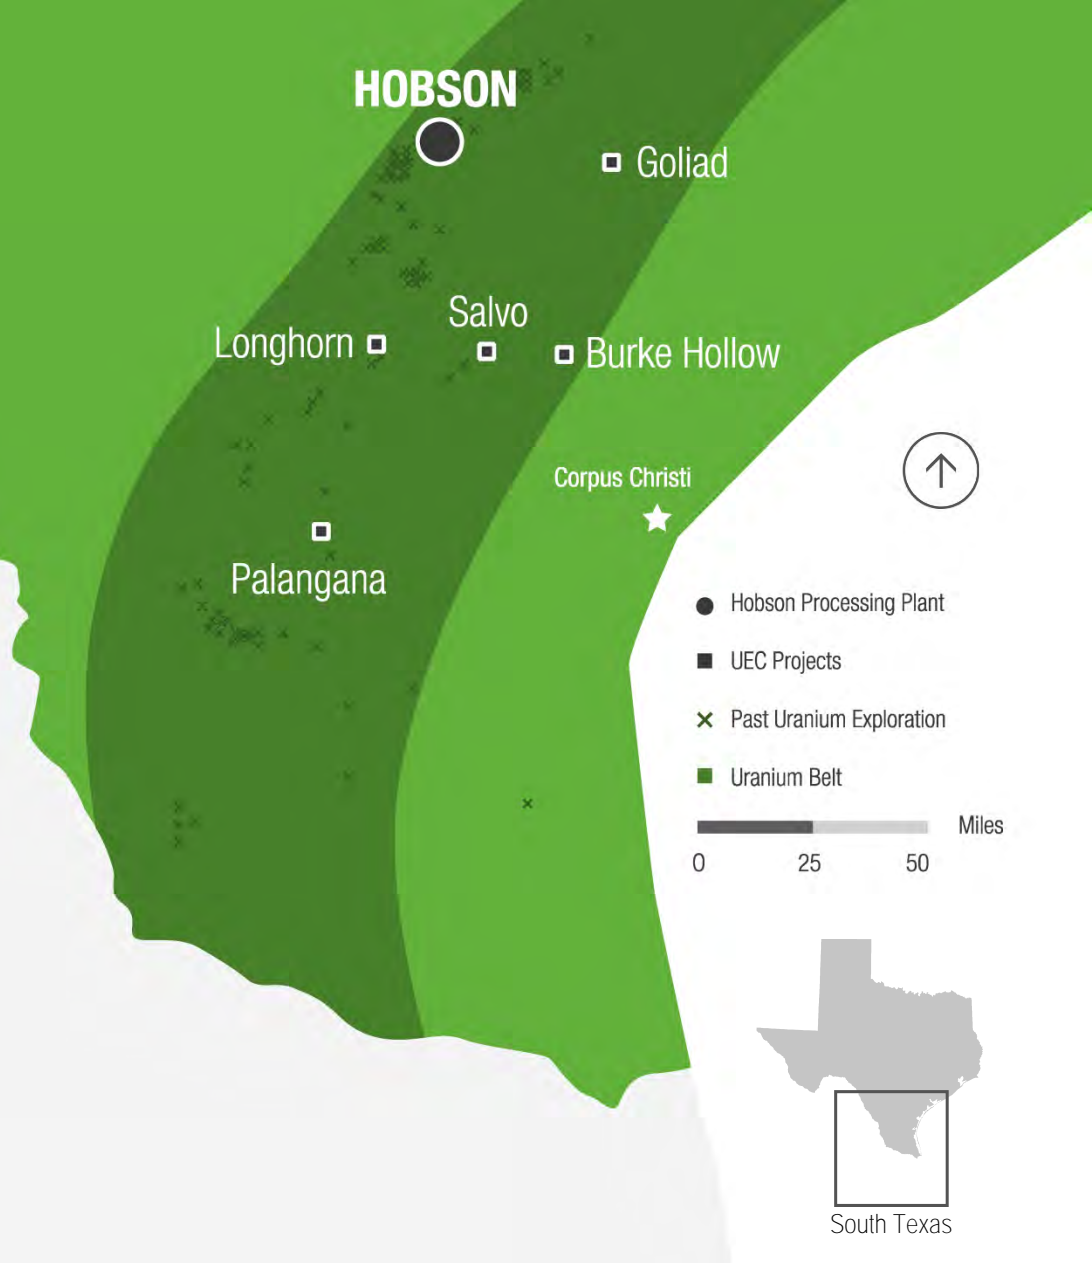 HOBSON
Goliad
Salvo
Longhorn
Burke Hollow
Corpus Christi
Palangana
Hobson Processing Plant
UEC Projects
Past Uranium Exploration
Uranium Belt
Miles
0 25 50
South Texas